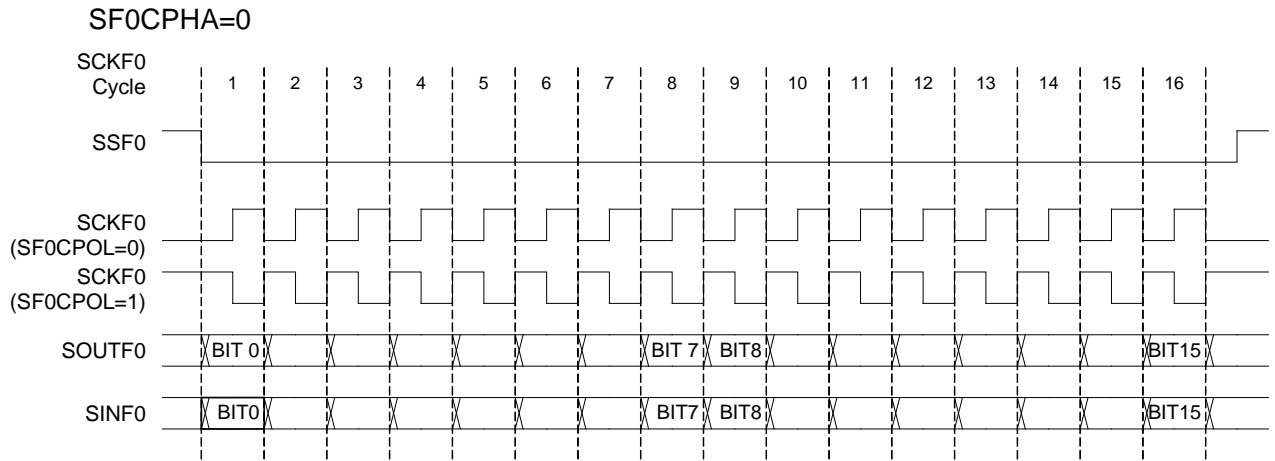 SF0CPHA=0
SCKF0
Cycle 1 2 3 4 5 6 7 8 9 10 11 12 13 14 15 16
SSF0
SCKF0
(SF0CPOL=0)
SCKF0
(SF0CPOL=1)
SOUTF0 BIT 0 BIT 7 BIT8 BIT15
SINF0 BIT0 BIT7 BIT8 BIT15